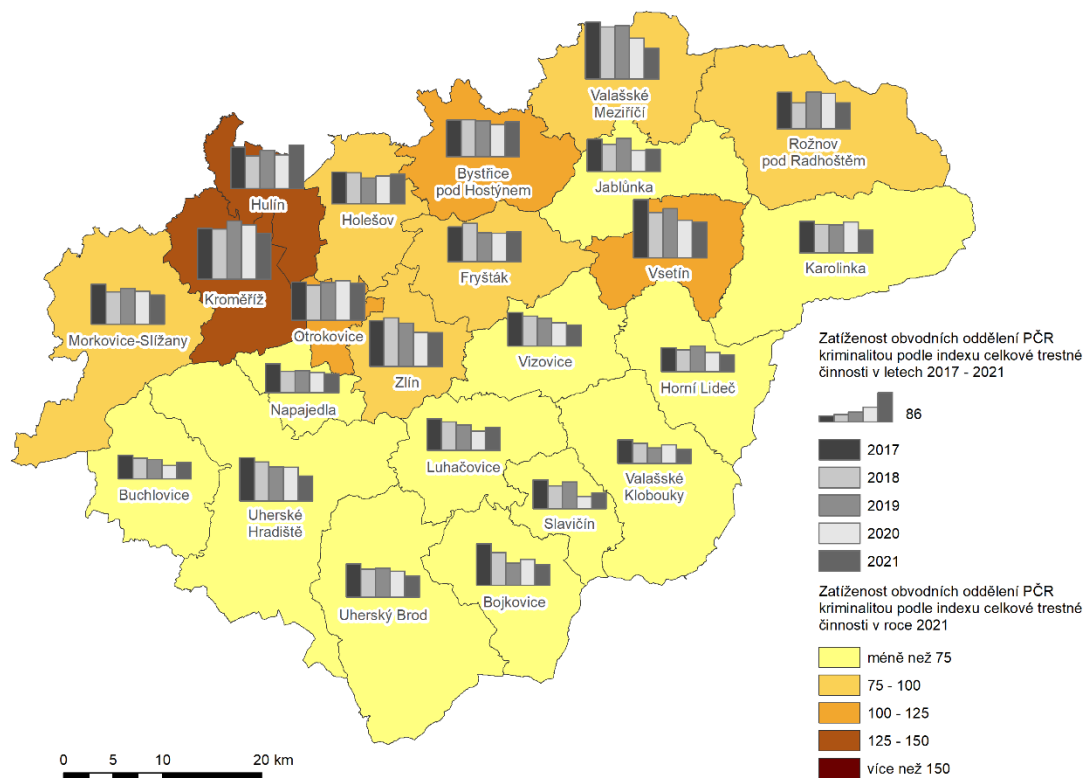 Valašské
Meziříčí
Rožnov
pod Radhoštěm
Bystřice
pod Hostýnem
Jablůnka
Hulín
Holešov
Fryšták
Vsetín
Karolinka
Kroměříž
Morkovice-Slížany
Otrokovice
Zlín
Vizovice
Horní Lideč
Napajedla
Luhačovice
Valašské
Klobouky
Buchlovice
Uherské
Hradiště
Slavičín
Uherský Brod
Bojkovice
Zatíženost obvodních oddělení PČR
kriminalitou podle indexu celkové trestné
činnosti v letech 2017 - 2021
86
2017
2018
2019
2020
2021
Zatíženost obvodních oddělení PČR
kriminalitou podle indexu celkové trestné
činnosti v roce 2021
méně než 75
75 - 100
100 - 125
125 - 150
více než 150
0 5 10 20 km